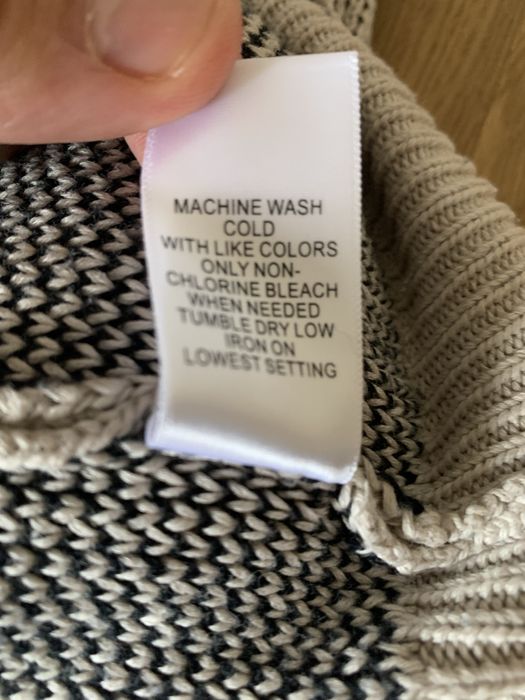 MACHINE WASH
COLD
WITH LIKE COLORS
ONLY NON-
CHLORINE BLEACH
WHEN NEEDED
TUMBLE DRY LOW
IRON ON
LOWEST SETTING